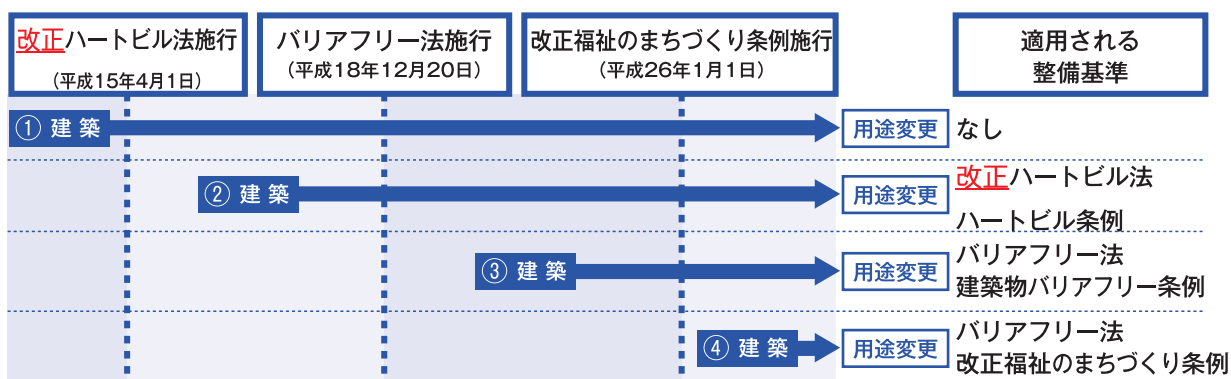 改正ハートビル法施行
(平成15年4月1日)
バリアフリー法施行
(平成18年12月20日)
改正福祉のまちづくり条例施行
(平成26年1月1日)
適用される
整備基準
① 建築
用途変更
なし
② 建築
用途変更
改正ハートビル法
ハートビル条例
③ 建築
用途変更
バリアフリー法
建築物バリアフリー条例
④ 建築
用途変更
バリアフリー法
改正福祉のまちづくり条例